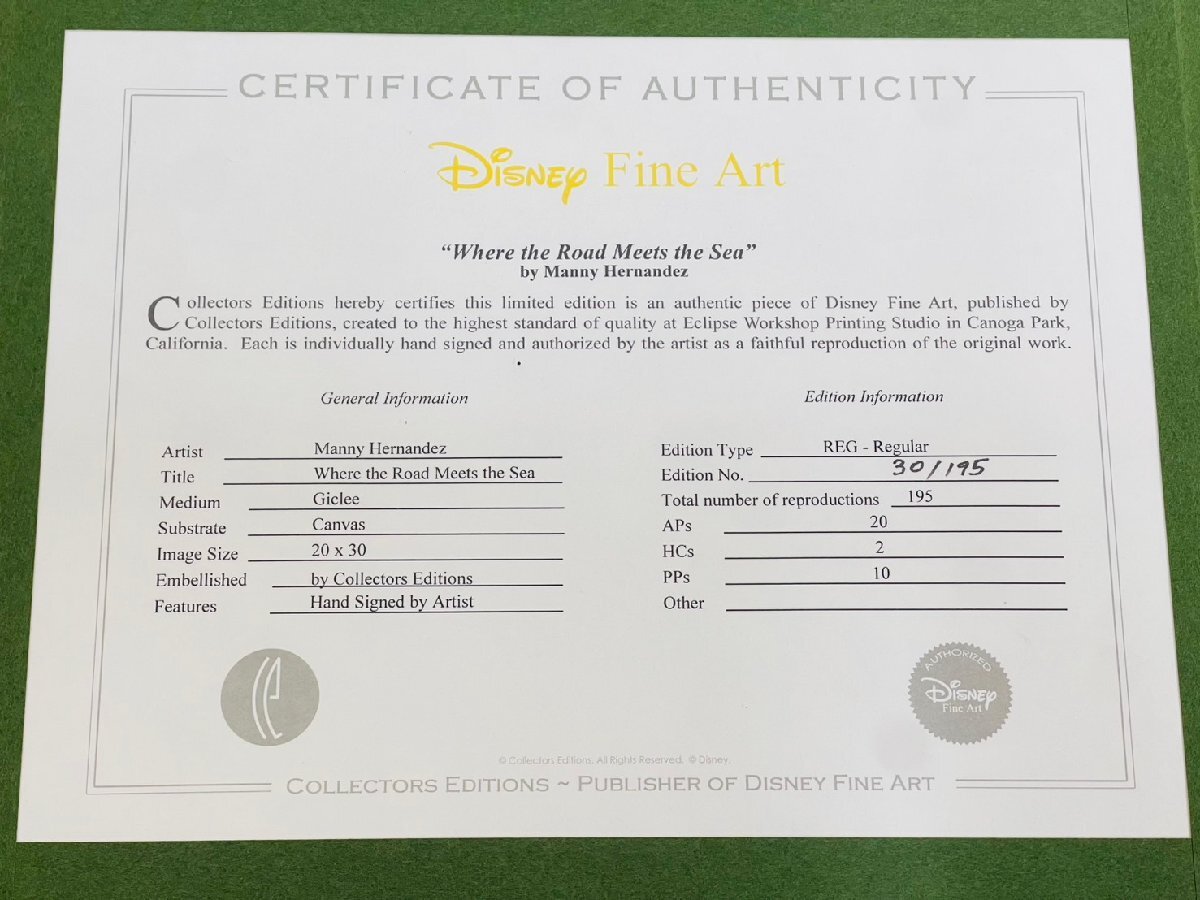 CERTIFICATE OF AUTHENTICITY
Disney Fine Art
“Where the Road Meets the Sea”
by Manny Hernandez
Collectors Editions hereby certifies this limited edition is an authentic piece of Disney Fine Art, published by
Collectors Editions, created to the highest standard of quality at Eclipse Workshop Printing Studio in Canoga Park,
California. Each is individually hand signed and authorized by the artist as a faithful reproduction of the original work.
General Information
Artist Manny Hernandez
Title Where the Road Meets the Sea
Medium Giclee
Substrate Canvas
Image Size 20 x 30
Embellished by Collectors Editions
Features Hand Signed by Artist
Edition Information
Edition Type REG - Regular
Edition No. 30/195
Total number of reproductions 195
APs 20
HCs 2
PPs 10
Other
AUTHORIZED
Disney
Fine Art
© Collectors Editions. All Rights Reserved. © Disney.
COLLECTORS EDITIONS ~ PUBLISHER OF DISNEY FINE ART